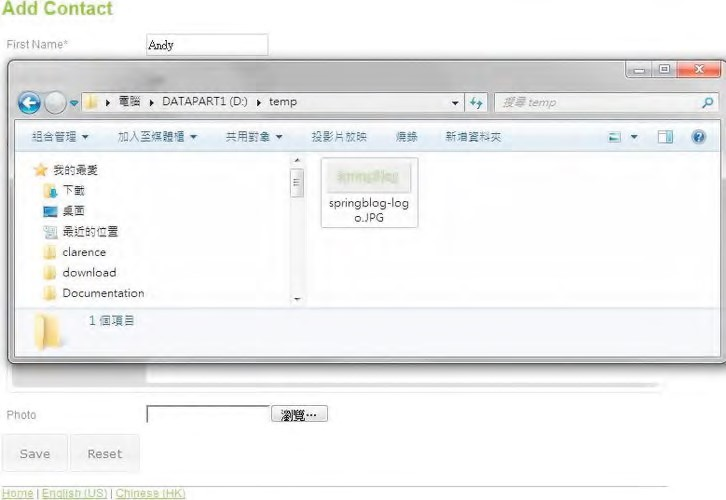 Add Contact
First Name* Andy
電腦 DATAPART1 (D:) temp 搜尋 temp
組合管理 加入至媒體櫃 共用對象 投影片放映 燒錄 新增資料夾
我的最愛
下載
桌面
最近的位置
clarence
download
Documentation
springblog-log
o.JPG
1 個項目
Photo 瀏覽…
Save Reset
Home | English (US) | Chinese (HK)